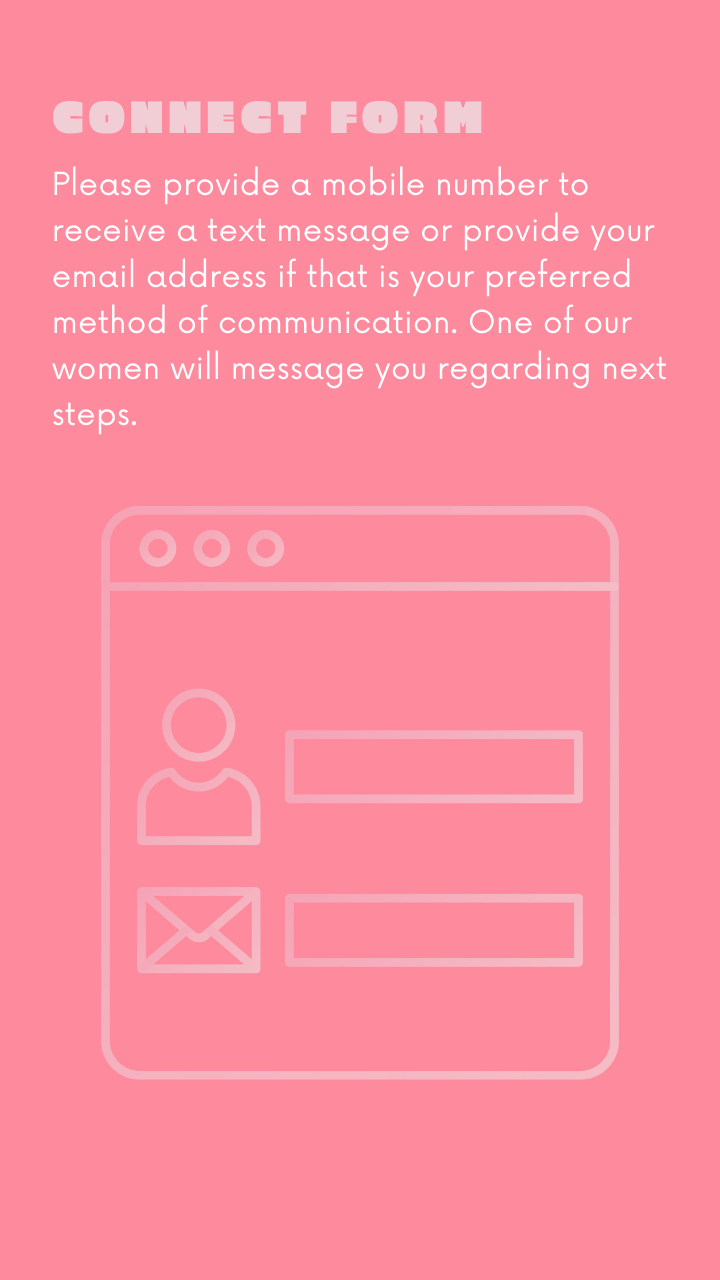 CONNECT FORM
Please provide a mobile number to
receive a text message or provide your
email address if that is your preferred
method of communication. One of our
women will message you regarding next
steps.